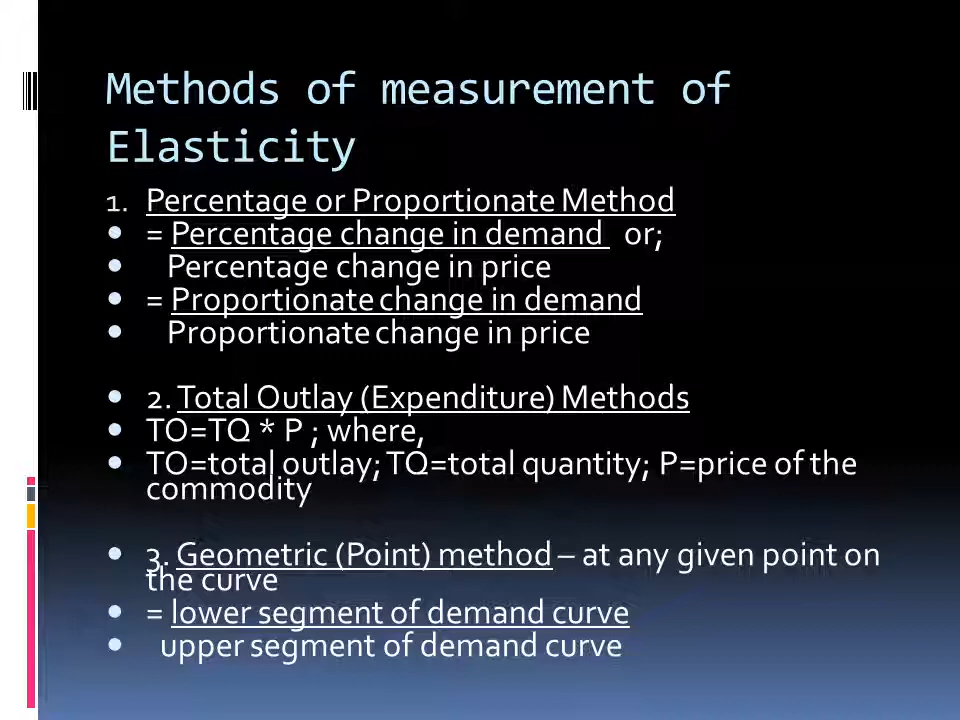 Methods of measurement of
Elasticity
1. Percentage or Proportionate Method
• = Percentage change in demand or;
• Percentage change in price
• = Proportionate change in demand
• Proportionate change in price
• 2. Total Outlay (Expenditure) Methods
• TO=TQ * P ; where,
• TO=total outlay; TQ=total quantity; P=price of the
commodity
• 3. Geometric (Point) method – at any given point on
the curve
• = lower segment of demand curve
• upper segment of demand curve